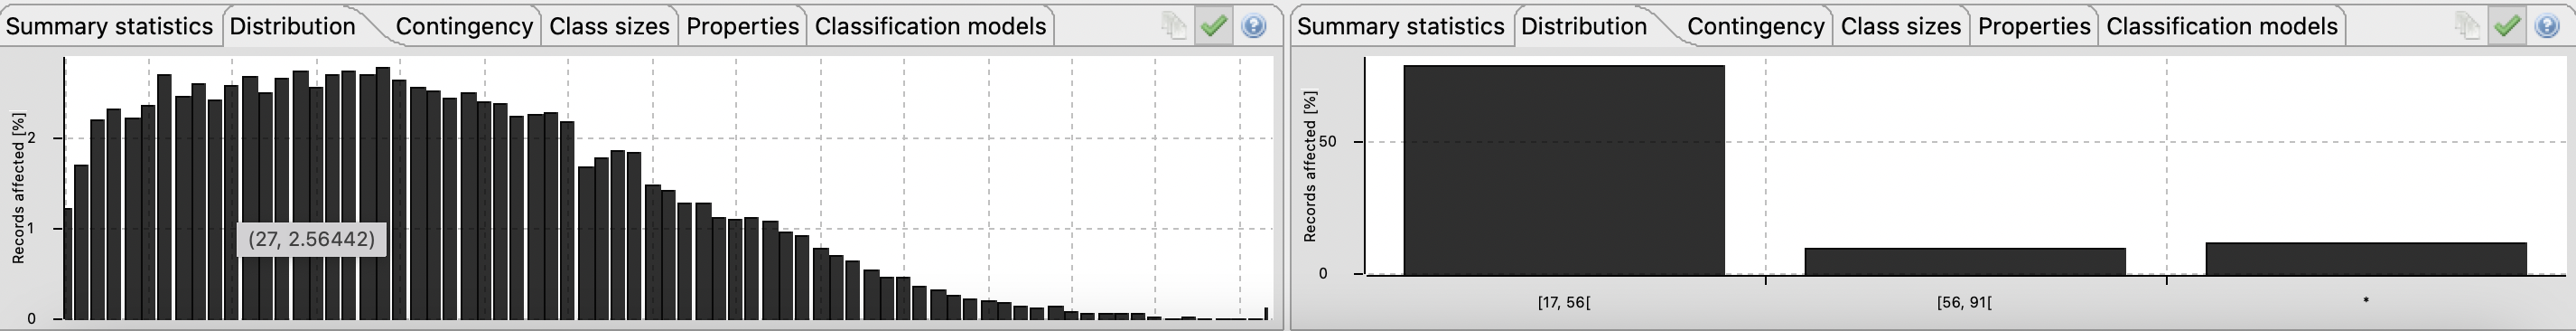 Summary statistics Distribution Contingency Class sizes Properties Classification models
Records affected [%]
2
1
0
(27, 2.56442)
Summary statistics Distribution Contingency Class sizes Properties Classification models
Records affected [%]
50
0
[17, 56[ [56, 91[ *